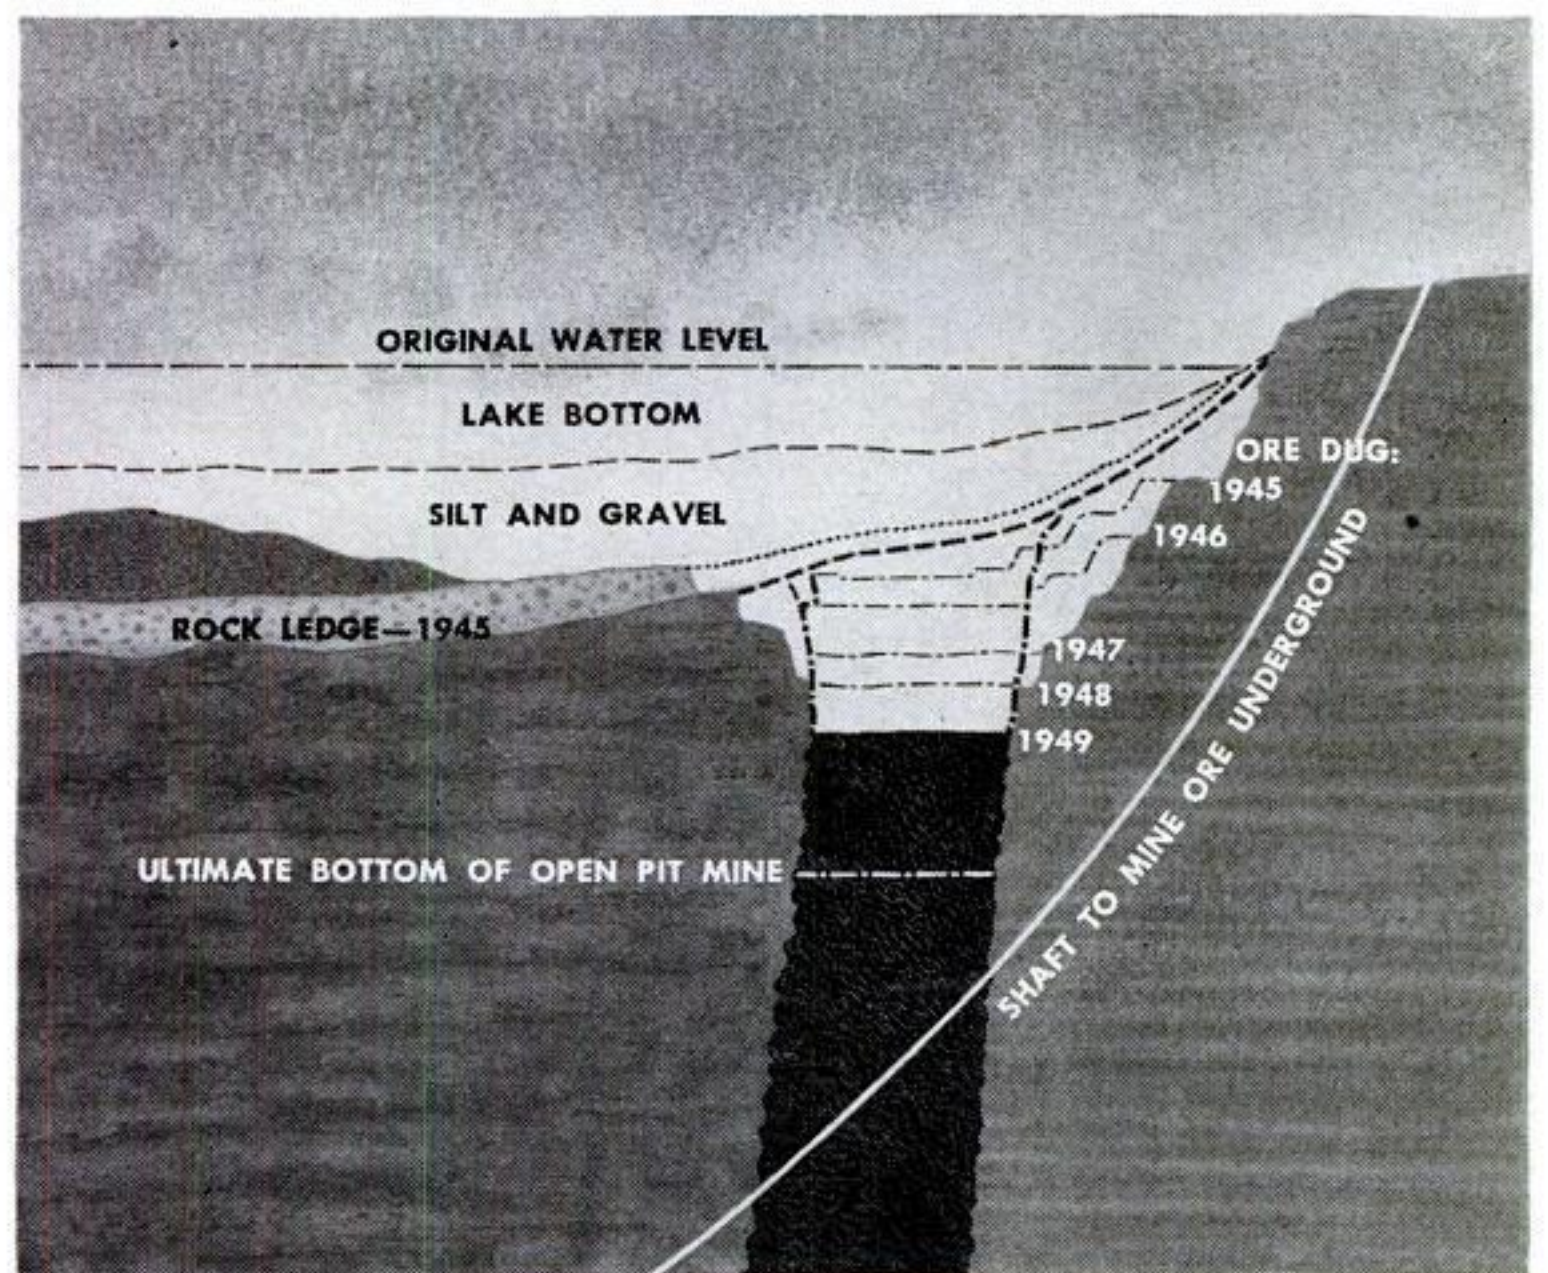 ORIGINAL WATER LEVEL
LAKE BOTTOM
ORE DUG:
1945
SILT AND GRAVEL
1946
ROCK LEDGE—1945
1947
1948
1949
ULTIMATE BOTTOM OF OPEN PIT MINE
SHAFT TO MINE ORE UNDERGROUND